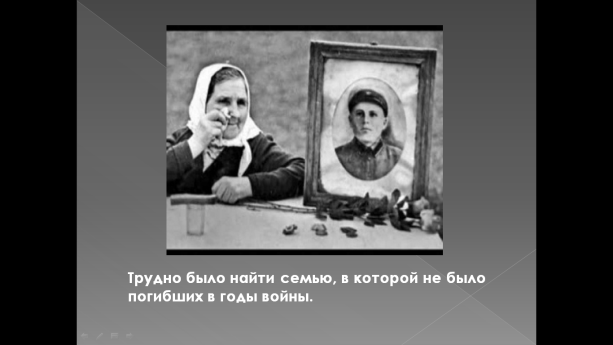 Трудно было найти семью, в которой не было
погибших в годы войны.